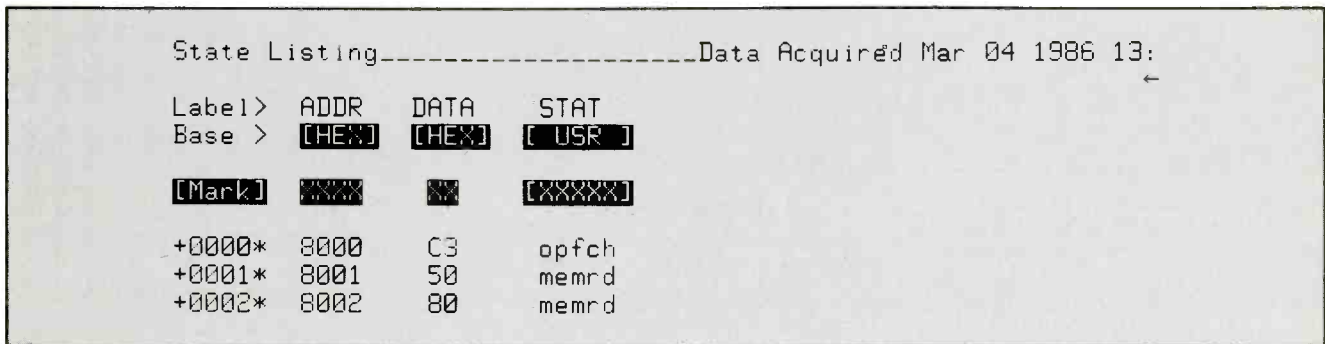 State Listing______________________Data Acquired Mar 04 1986 13:
←
Label> ADDR DATA STAT
Base > [HEX] [HEX] [ USR ]
[Mark] XXXX XX [XXXXX]
+0000* 8000 C3 opfch
+0001* 8001 50 memrd
+0002* 8002 80 memrd